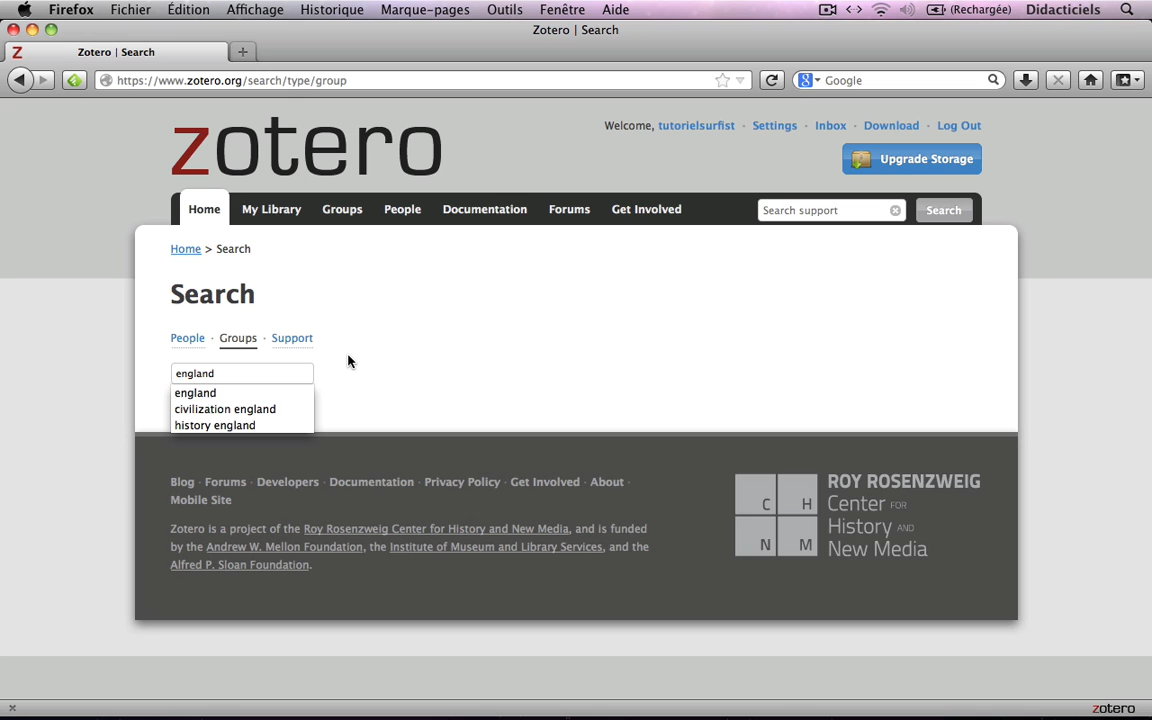 Firefox Fichier Édition Affichage Historique Marque-pages Outils Fenêtre Aide (Rechargée) Didacticiels
Zotero | Search
Z Zotero | Search
https://www.zotero.org/search/type/group Google
zotero
Welcome, tutorielsurfist · Settings · Inbox · Download · Log Out
Upgrade Storage
Home My Library Groups People Documentation Forums Get Involved Search support Search
Home > Search
Search
People · Groups · Support
england
england
civilization england
history england
Blog · Forums · Developers · Documentation · Privacy Policy · Get Involved · About ·
Mobile Site
Zotero is a project of the Roy Rosenzweig Center for History and New Media, and is funded
by the Andrew W. Mellon Foundation, the Institute of Museum and Library Services, and the
Alfred P. Sloan Foundation.
C H
N M
ROY ROSENZWEIG
Center FOR
History AND
New Media
zotero